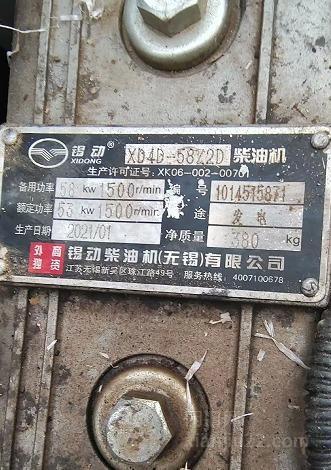 锡动®
XIDONG
XD4D-58Z2D 柴油机
生产许可证号: XK06-002-00701
备用功率 58 kw 1500 r/min 编号 1014575871
额定功率 53 kw 1500 r/min 用途 发电
生产日期 2021/01 净质量 380 kg
外商独资 锡动柴油机(无锡)有限公司
江苏无锡新吴区珠江路49号 服务热线: 4007100678